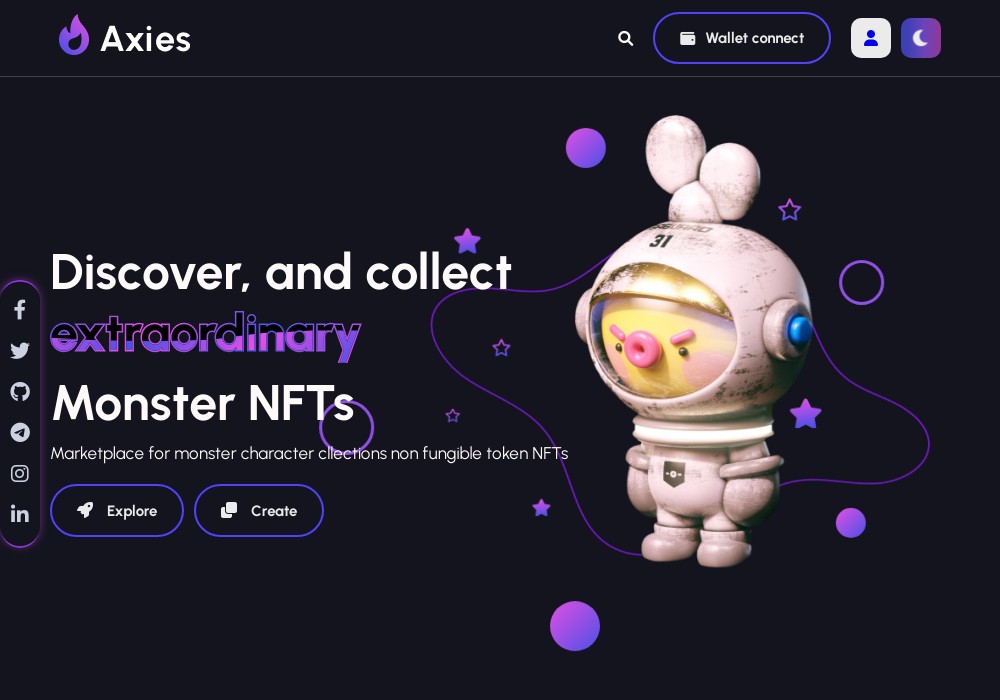 Axies
Wallet connect
31
Discover, and collect
extraordinary
Monster NFTs
Marketplace for monster character cllections non fungible token NFTs
Explore
Create